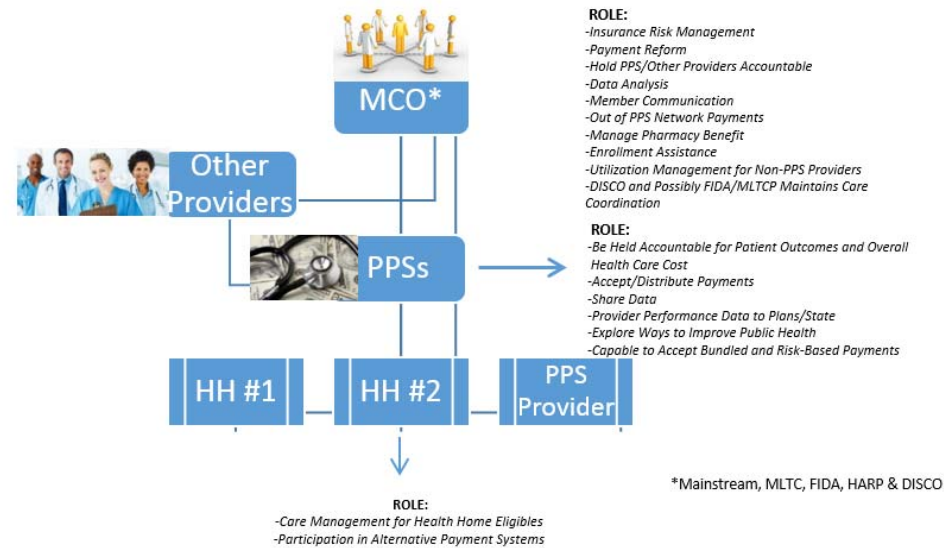 MCO*
ROLE:
-Insurance Risk Management
-Payment Reform
-Hold PPS/Other Providers Accountable
-Data Analysis
-Member Communication
-Out of PPS Network Payments
-Manage Pharmacy Benefit
-Enrollment Assistance
-Utilization Management for Non-PPS Providers
-DISCO and Possibly FIDA/MLTCP Maintains Care
Coordination
Other
Providers
PPSs
ROLE:
-Be Held Accountable for Patient Outcomes and Overall
Health Care Cost
-Accept/Distribute Payments
-Share Data
-Provider Performance Data to Plans/State
-Explore Ways to Improve Public Health
-Capable to Accept Bundled and Risk-Based Payments
HH #1
HH #2
PPS
Provider
ROLE:
-Care Management for Health Home Eligibles
-Participation in Alternative Payment Systems
*Mainstream, MLTC, FIDA, HARP & DISCO